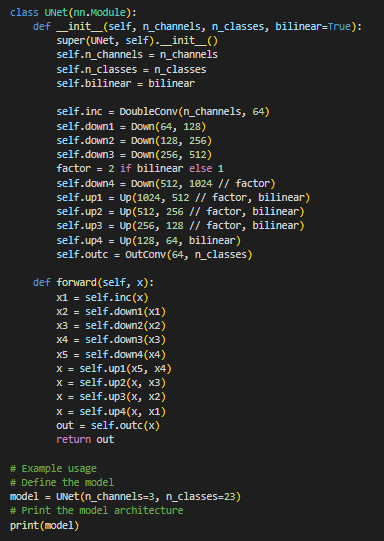 class UNet(nn.Module):
    def __init__(self, n_channels, n_classes, bilinear=True):
        super(UNet, self).__init__()
        self.n_channels = n_channels
        self.n_classes = n_classes
        self.bilinear = bilinear

        self.inc = DoubleConv(n_channels, 64)
        self.down1 = Down(64, 128)
        self.down2 = Down(128, 256)
        self.down3 = Down(256, 512)
        factor = 2 if bilinear else 1
        self.down4 = Down(512, 1024 // factor)
        self.up1 = Up(1024, 512 // factor, bilinear)
        self.up2 = Up(512, 256 // factor, bilinear)
        self.up3 = Up(256, 128 // factor, bilinear)
        self.up4 = Up(128, 64, bilinear)
        self.outc = OutConv(64, n_classes)

    def forward(self, x):
        x1 = self.inc(x)
        x2 = self.down1(x1)
        x3 = self.down2(x2)
        x4 = self.down3(x3)
        x5 = self.down4(x4)
        x = self.up1(x5, x4)
        x = self.up2(x, x3)
        x = self.up3(x, x2)
        x = self.up4(x, x1)
        out = self.outc(x)
        return out

# Example usage
# Define the model
model = UNet(n_channels=3, n_classes=23)
# Print the model architecture
print(model)